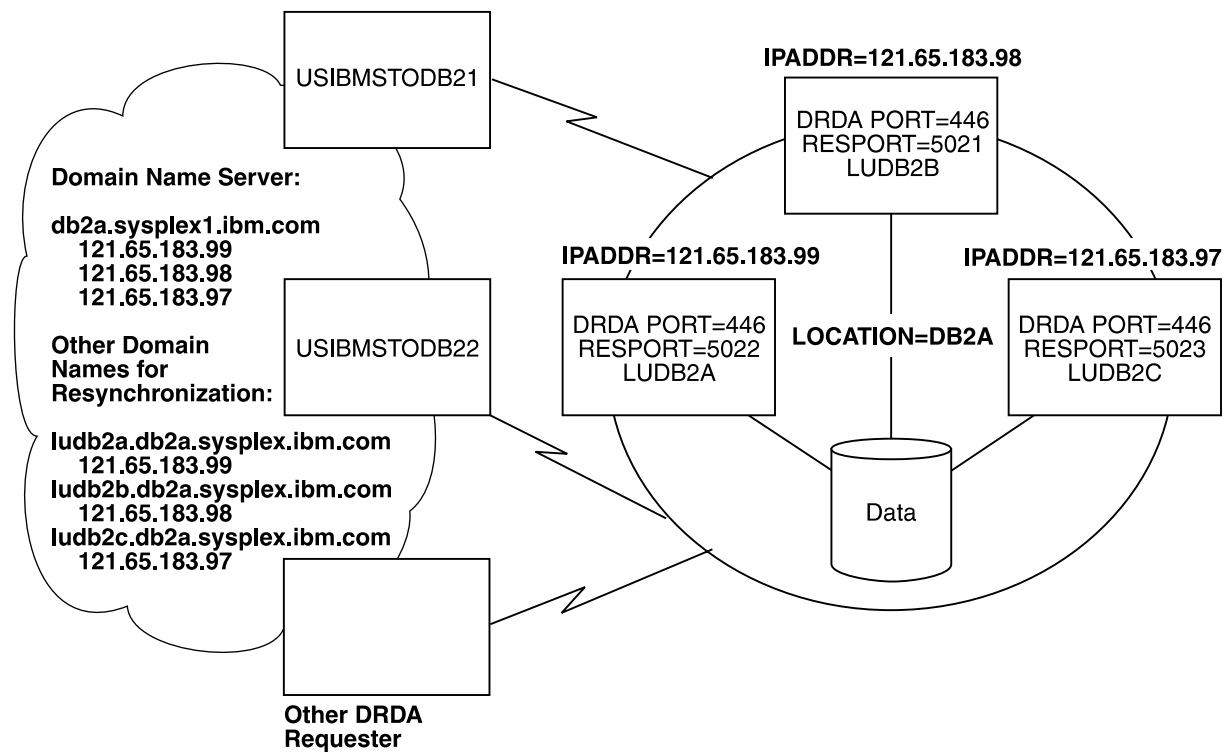 USIBMSTODB21
Domain Name Server:
db2a.sysplex1.ibm.com
121.65.183.99
121.65.183.98
121.65.183.97
USIBMSTODB22
Other Domain
Names for
Resynchronization:
ludb2a.db2a.sysplex.ibm.com
121.65.183.99
ludb2b.db2a.sysplex.ibm.com
121.65.183.98
ludb2c.db2a.sysplex.ibm.com
121.65.183.97
Other DRDA
Requester
IPADDR=121.65.183.98
DRDA PORT=446
RESPORT=5021
LUDB2B
IPADDR=121.65.183.99
DRDA PORT=446
RESPORT=5022
LUDB2A
LOCATION=DB2A
IPADDR=121.65.183.97
DRDA PORT=446
RESPORT=5023
LUDB2C
Data